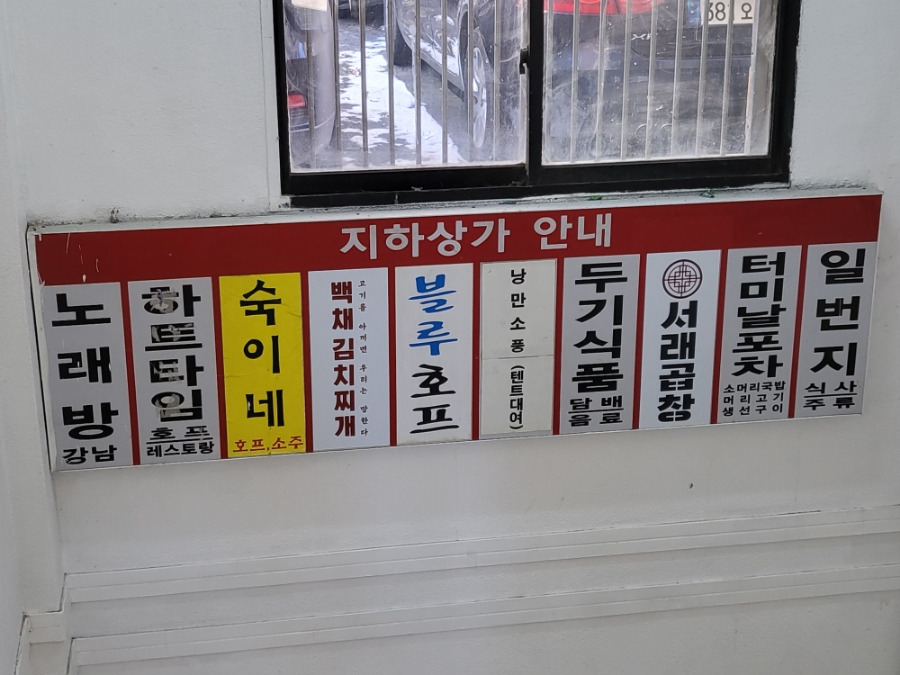 38오
지하상가 안내
노래방
강남
하트타임
호프
레스토랑
숙이네
호프,소주
백채김치찌개
고기를 아끼면 우리는 망한다
블루호프
낭만소풍(텐트대여)
두기식품
담배
음료
서래곱창
터미날포차
소머리국밥
머리고기
생선구이
일번지
식사
주류